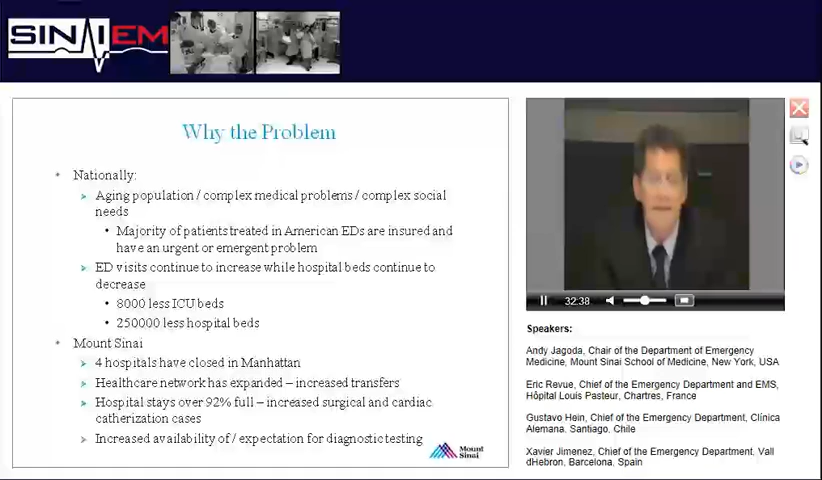 SINAIEM
Why the Problem
• Nationally:
➢ Aging population / complex medical problems / complex social
needs
• Majority of patients treated in American EDs are insured and
have an urgent or emergent problem
➢ ED visits continue to increase while hospital beds continue to
decrease
• 8000 less ICU beds
• 250000 less hospital beds
• Mount Sinai
➢ 4 hospitals have closed in Manhattan
➢ Healthcare network has expanded – increased transfers
➢ Hospital stays over 92% full – increased surgical and cardiac
catherization cases
➢ Increased availability of / expectation for diagnostic testing
Mount
Sinai
32:38
Speakers:
Andy Jagoda, Chair of the Department of Emergency
Medicine, Mount Sinai School of Medicine, New York, USA
Eric Revue, Chief of the Emergency Department and EMS,
Hôpital Louis Pasteur, Chartres, France
Gustavo Hein, Chief of the Emergency Department, Clínica
Alemana, Santiago, Chile
Xavier Jimenez, Chief of the Emergency Department, Vall
dHebron, Barcelona, Spain